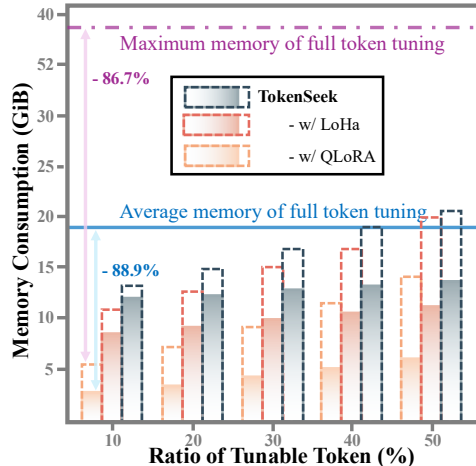 Memory Consumption (GiB)
40
52
30
25
20
15
10
5
Maximum memory of full token tuning
- 86.7%
TokenSeek
- w/ LoHa
- w/ QLoRA
Average memory of full token tuning
- 88.9%
10
20
30
40
50
Ratio of Tunable Token (%)